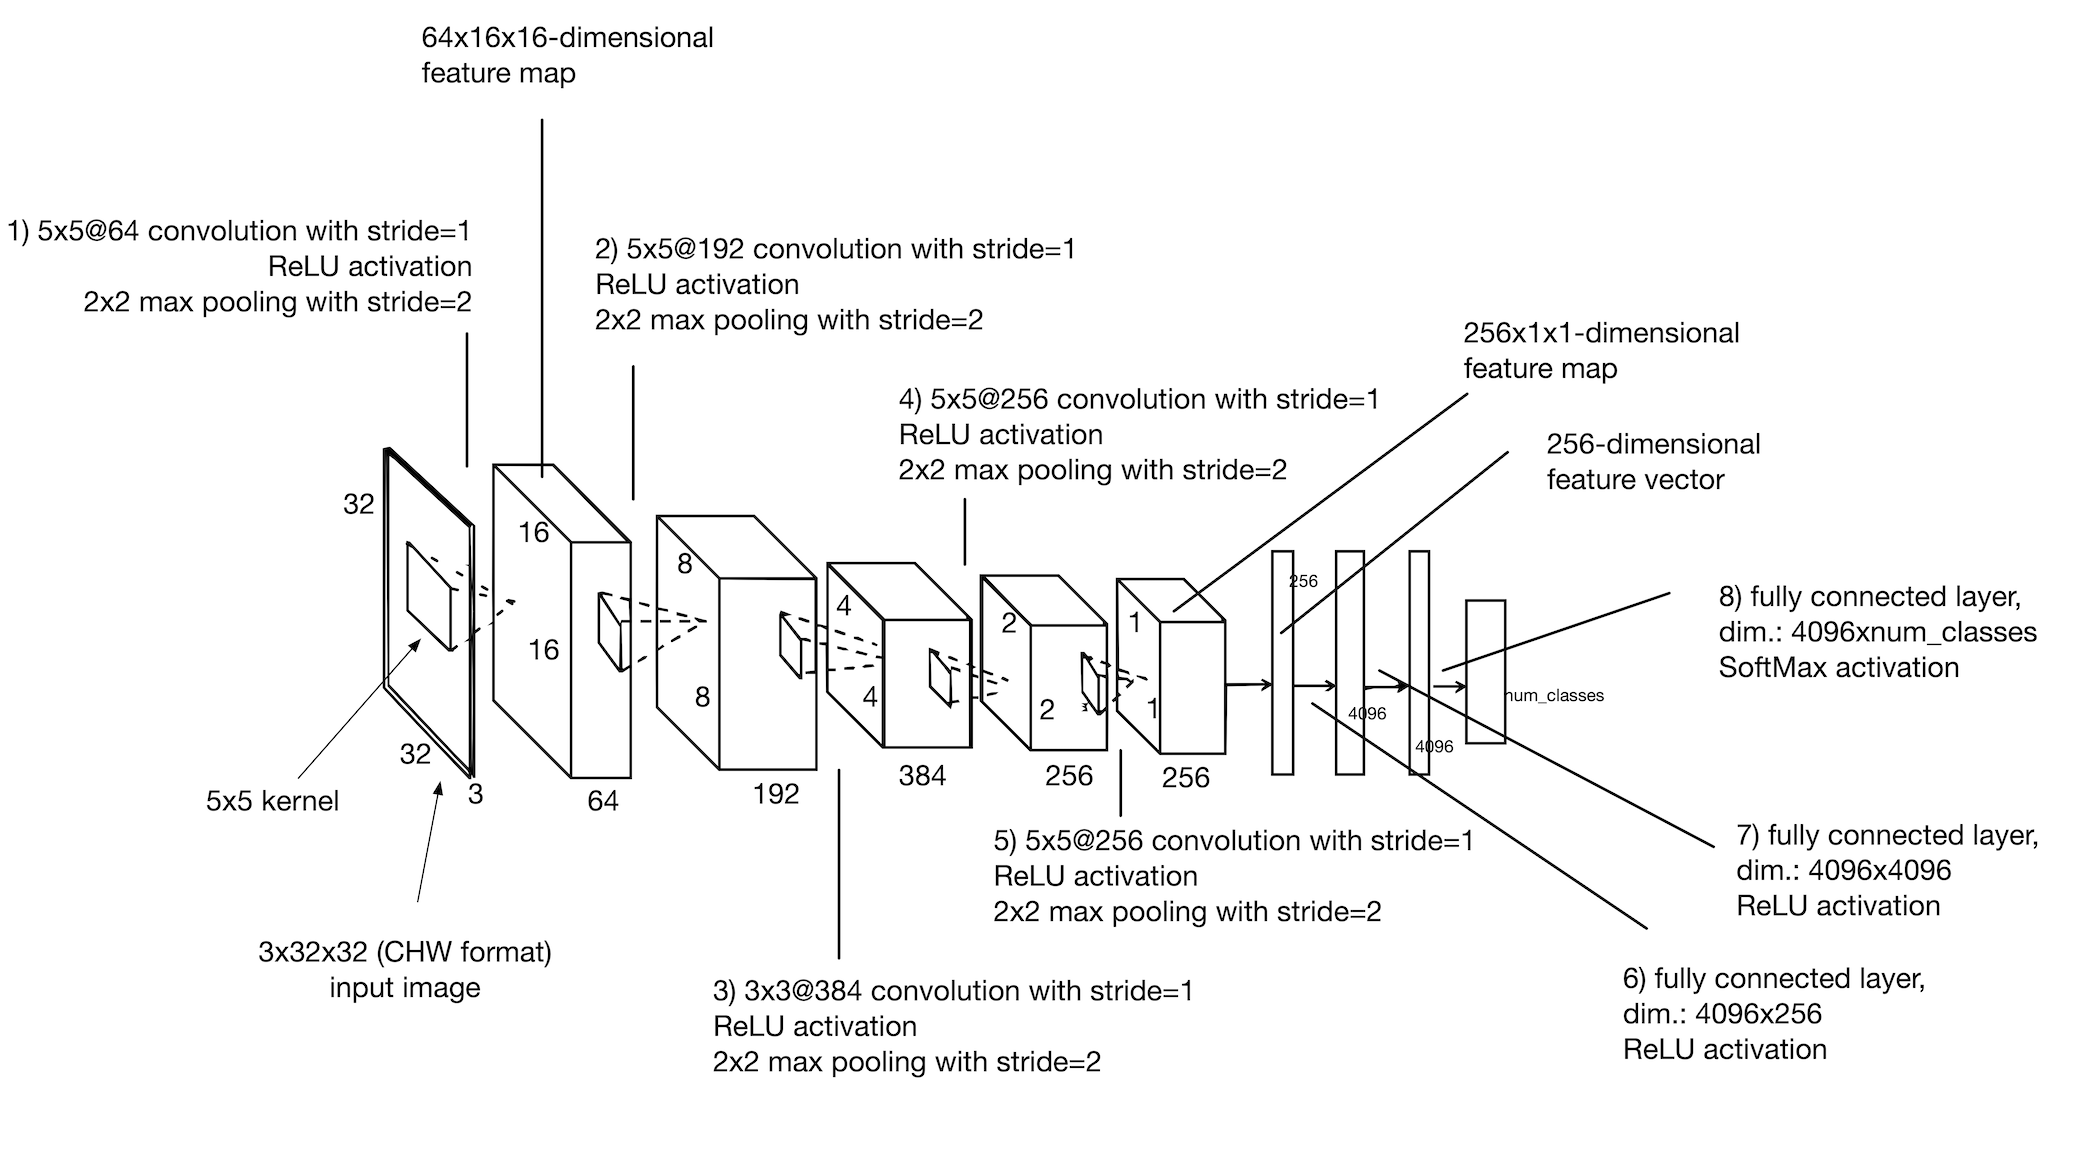 64x16x16-dimensional
feature map
1) 5x5@64 convolution with stride=1
ReLU activation
2x2 max pooling with stride=2
2) 5x5@192 convolution with stride=1
ReLU activation
2x2 max pooling with stride=2
256x1x1-dimensional
feature map
4) 5x5@256 convolution with stride=1
ReLU activation
2x2 max pooling with stride=2
256-dimensional
feature vector
32
16
8
4
2
1
256
16
8
4
2
1
32
3
64
192
384
256
256
4096
4096
num_classes
8) fully connected layer,
dim.: 4096xnum_classes
SoftMax activation
5x5 kernel
3x32x32 (CHW format)
input image
5) 5x5@256 convolution with stride=1
ReLU activation
2x2 max pooling with stride=2
7) fully connected layer,
dim.: 4096x4096
ReLU activation
3) 3x3@384 convolution with stride=1
ReLU activation
2x2 max pooling with stride=2
6) fully connected layer,
dim.: 4096x256
ReLU activation